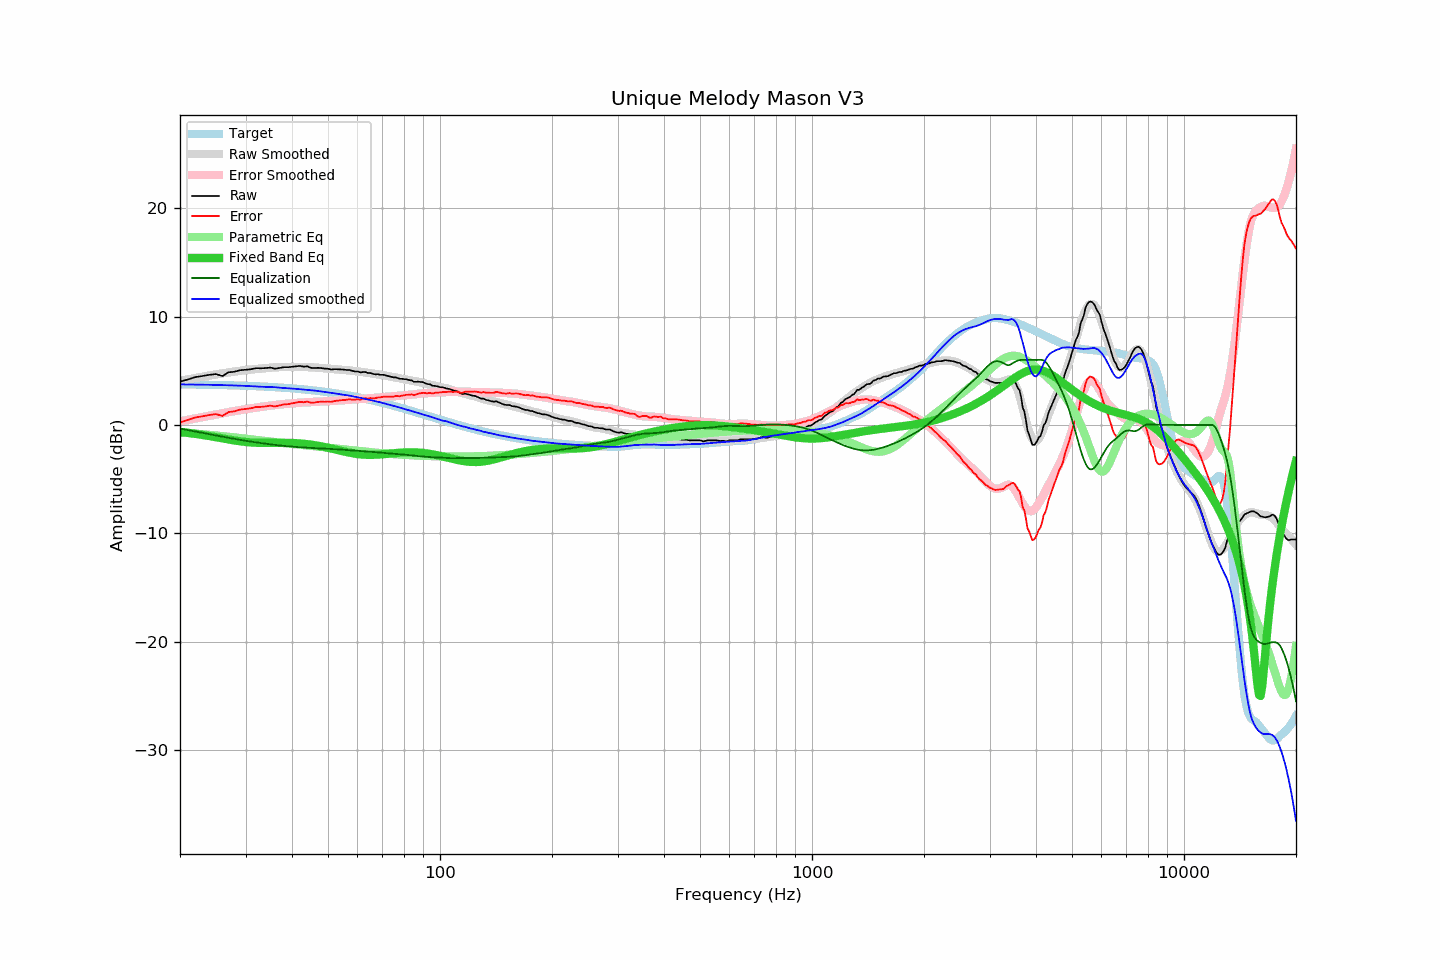 Unique Melody Mason V3
Target
Raw Smoothed
Error Smoothed
Raw
Error
Parametric Eq
Fixed Band Eq
Equalization
Equalized smoothed
20
10
0
−10
−20
−30
Amplitude (dBr)
100
1000
10000
Frequency (Hz)